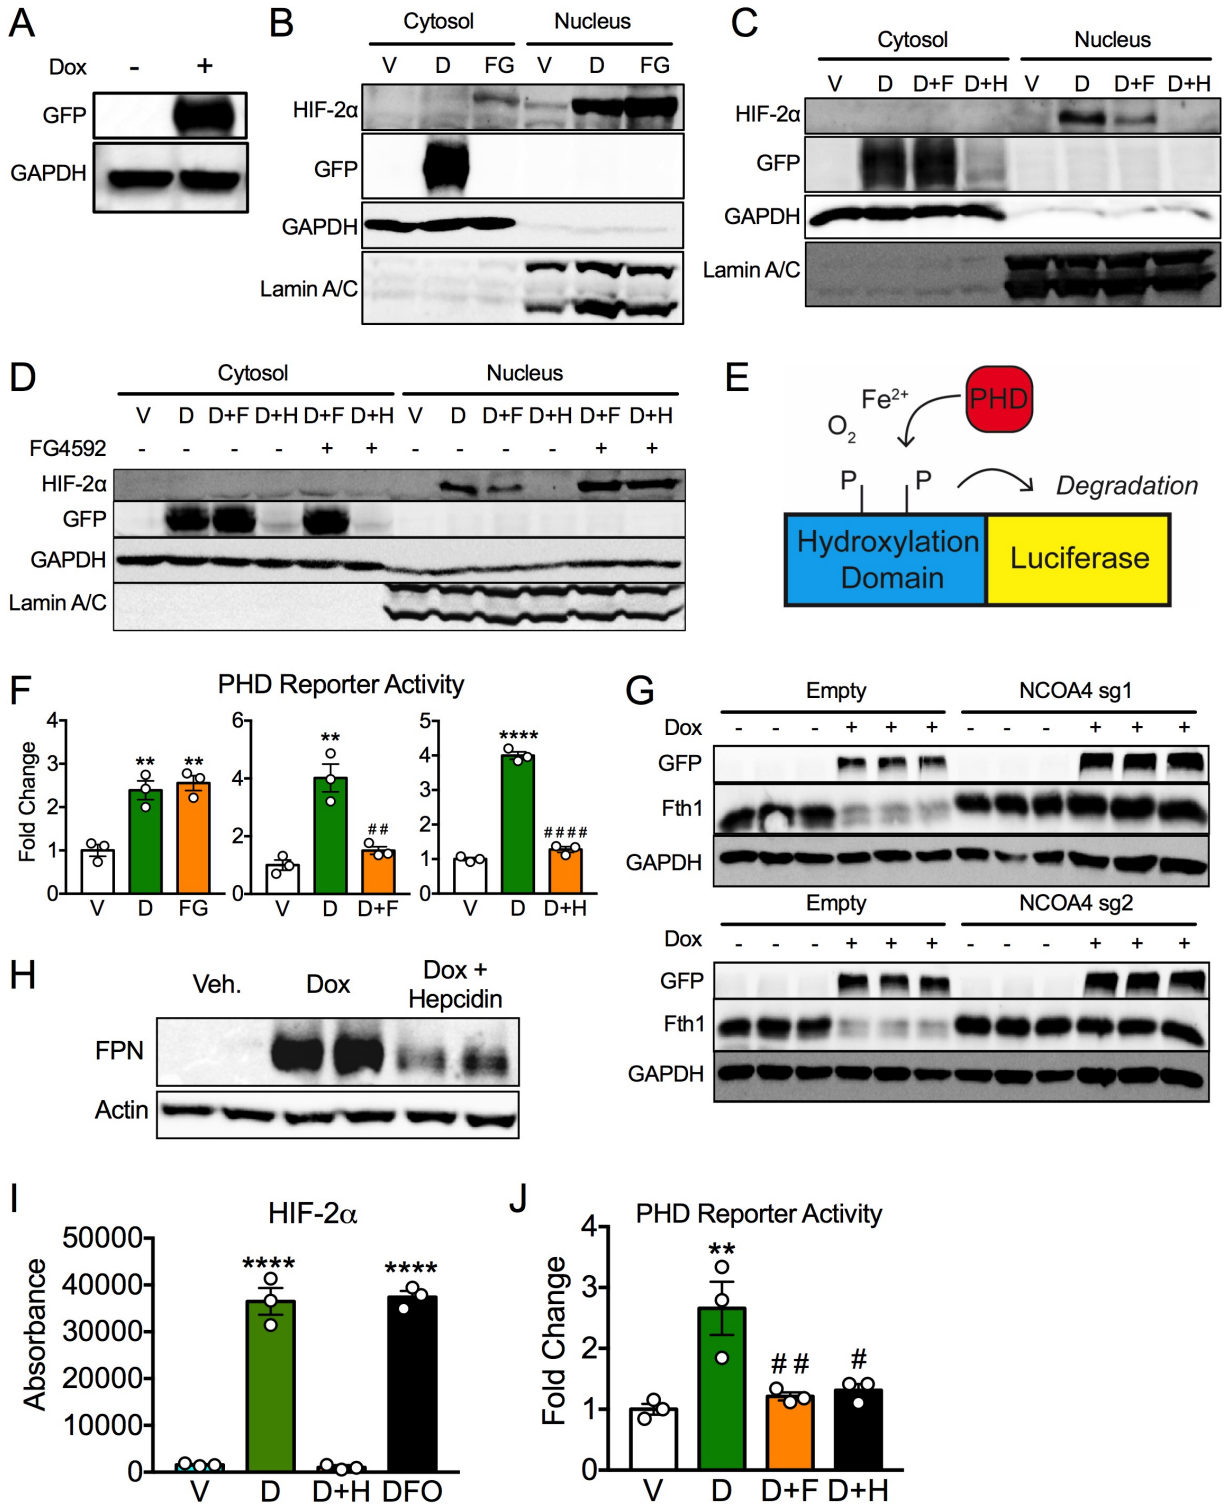 A
Dox - +
GFP
GAPDH
B
Cytosol Nucleus
V D FG V D FG
HIF-2α
GFP
GAPDH
Lamin A/C
C
Cytosol Nucleus
V D D+F D+H V D D+F D+H
HIF-2α
GFP
GAPDH
Lamin A/C
D
Cytosol Nucleus
V D D+F D+H D+F D+H V D D+F D+H D+F D+H
FG4592 - - - - + + - - - - + +
HIF-2α
GFP
GAPDH
Lamin A/C
E
Fe2+
PHD
O2
P P
Degradation
Hydroxylation
Domain
Luciferase
F
PHD Reporter Activity
Fold Change
4
3
2
1
0
** **
V D FG
6
4
2
0
**
##
V D D+F
5
4
3
2
1
0
****
####
V D D+H
G
Empty NCOA4 sg1
Dox - - - + + + - - - + + +
GFP
Fth1
GAPDH
Empty NCOA4 sg2
Dox - - - + + + - - - + + +
GFP
Fth1
GAPDH
H
Veh. Dox Dox +
Hepcidin
FPN
Actin
I
HIF-2α
Absorbance
50000
40000
30000
20000
10000
0
**** ****
V D D+H DFO
J
PHD Reporter Activity
Fold Change
4
3
2
1
0
**
## #
V D D+F D+H